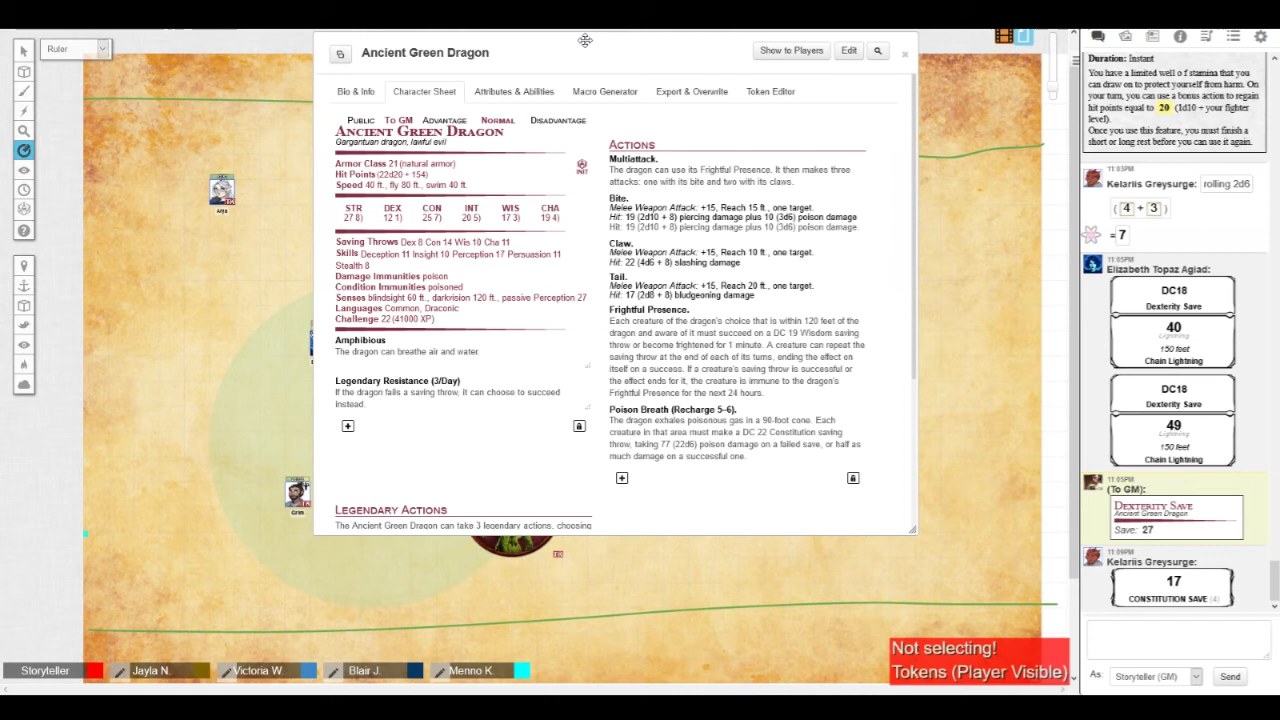 Ruler
Ancient Green Dragon
Show to Players
Edit
Bio & Info
Character Sheet
Attributes & Abilities
Macro Generator
Export & Overwrite
Token Editor
PUBLIC
TO GM
ADVANTAGE
NORMAL
DISADVANTAGE
ANCIENT GREEN DRAGON
Gargantuan dragon, lawful evil
Armor Class 21 (natural armor)
Hit Points (22d20 + 154)
Speed 40 ft., fly 80 ft., swim 40 ft.
INIT
STR DEX CON INT WIS CHA
27 8) 12 1) 25 7) 20 5) 17 3) 19 4)
Saving Throws Dex 8 Con 14 Wis 10 Cha 11
Skills Deception 11 Insight 10 Perception 17 Persuasion 11
Stealth 8
Damage Immunities poison
Condition Immunities poisoned
Senses blindsight 60 ft., darkvision 120 ft., passive Perception 27
Languages Common, Draconic
Challenge 22 (41000 XP)
Amphibious
The dragon can breathe air and water.
Legendary Resistance (3/Day)
If the dragon fails a saving throw, it can choose to succeed
instead.
LEGENDARY ACTIONS
The Ancient Green Dragon can take 3 legendary actions, choosing
ACTIONS
Multiattack.
The dragon can use its Frightful Presence. It then makes three
attacks: one with its bite and two with its claws.
Bite.
Melee Weapon Attack: +15, Reach 15 ft., one target.
Hit: 19 (2d10 + 8) piercing damage plus 10 (3d6) poison damage
Hit: 19 (2d10 + 8) piercing damage plus 10 (3d6) poison damage.
Claw.
Melee Weapon Attack: +15, Reach 10 ft., one target.
Hit: 22 (4d6 + 8) slashing damage
Tail.
Melee Weapon Attack: +15, Reach 20 ft., one target.
Hit: 17 (2d8 + 8) bludgeoning damage
Frightful Presence.
Each creature of the dragon's choice that is within 120 feet of the
dragon and aware of it must succeed on a DC 19 Wisdom saving
throw or become frightened for 1 minute. A creature can repeat the
saving throw at the end of each of its turns, ending the effect on
itself on a success. If a creature's saving throw is successful or
the effect ends for it, the creature is immune to the dragon's
Frightful Presence for the next 24 hours.
Poison Breath (Recharge 5–6).
The dragon exhales poisonous gas in a 90-foot cone. Each
creature in that area must make a DC 22 Constitution saving
throw, taking 77 (22d6) poison damage on a failed save, or half as
much damage on a successful one.
Grim
Storyteller
Jayla N.
Victoria W.
Blair J.
Menno K.
Not selecting!
Tokens (Player Visible)
Duration: Instant
You have a limited well o f stamina that you
can draw on to protect yourself from harm.
On your turn, you can use a bonus action to regain
hit points equal to 20 (1d10 + your fighter
level).
Once you use this feature, you must finish a
short or long rest before you can use it again.
11:03PM
Kelariis Greysurge: rolling 2d6
(4 + 3)
=7
11:05PM
Elizabeth Topaz Agiad:
DC18
Dexterity Save
40
Lightning
150 feet
Chain Lightning
DC18
Dexterity Save
49
Lightning
150 feet
Chain Lightning
11:05PM
(To GM):
DEXTERITY SAVE
Ancient Green Dragon
Save: 27
11:09PM
Kelariis Greysurge:
17
CONSTITUTION SAVE (4)
As:
Storyteller (GM)
Send